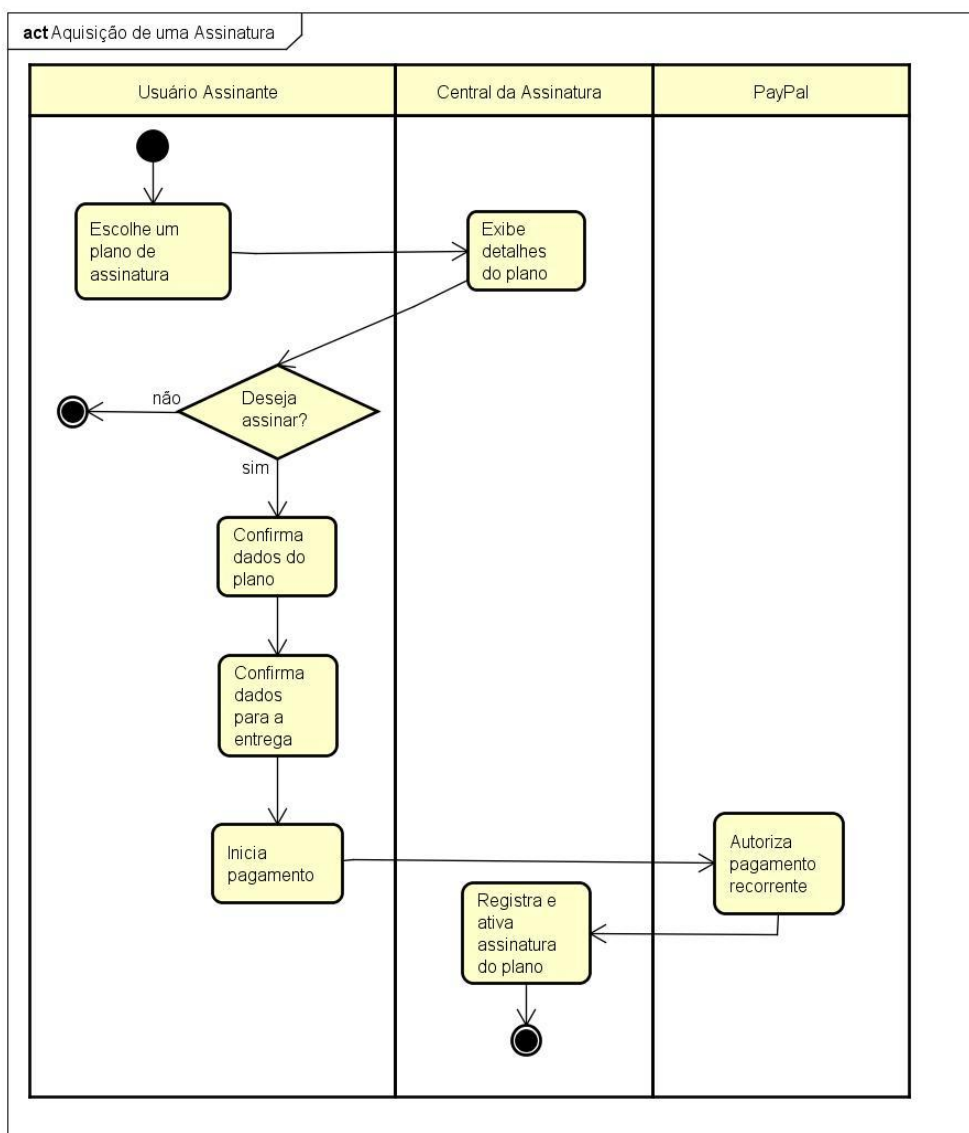 act Aquisição de uma Assinatura
Usuário Assinante
Central da Assinatura
PayPal
Escolhe um
plano de
assinatura
Exibe
detalhes
do plano
não
Deseja
assinar?
sim
Confirma
dados do
plano
Confirma
dados
para a
entrega
Inicia
pagamento
Autoriza
pagamento
recorrente
Registra e
ativa
assinatura
do plano